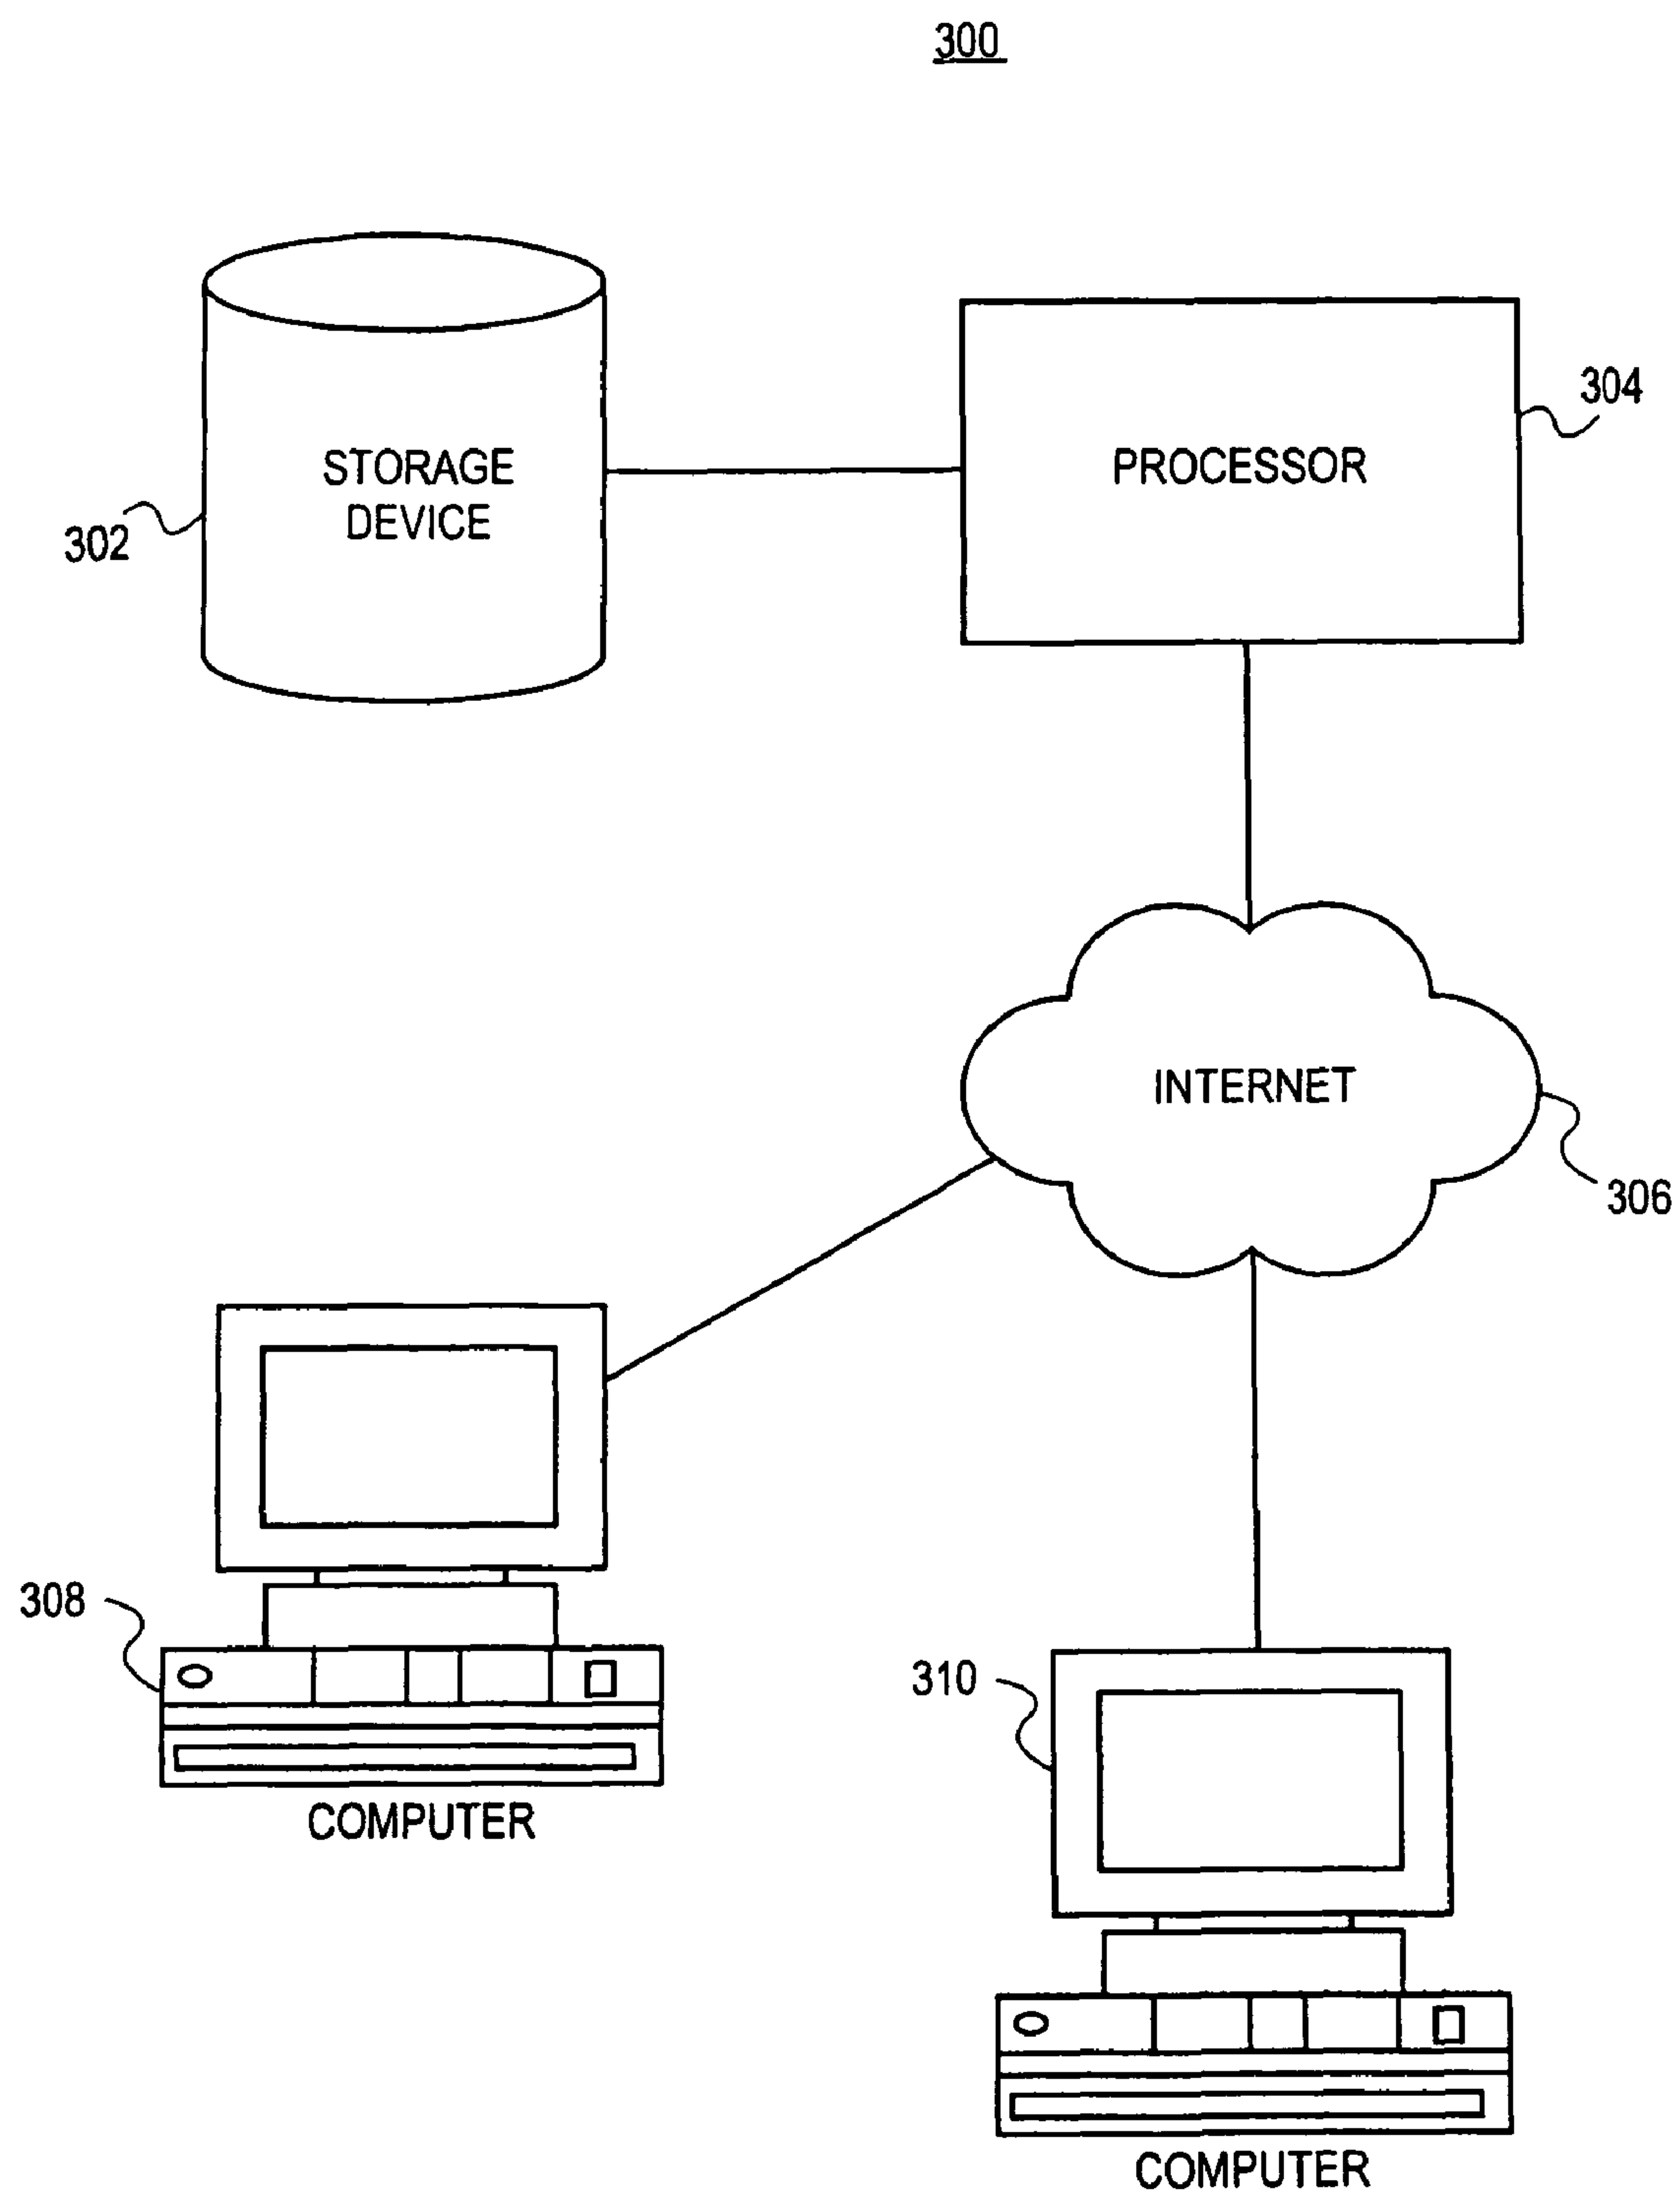 300
STORAGE
DEVICE
302
PROCESSOR
304
INTERNET
306
308
COMPUTER
310
COMPUTER